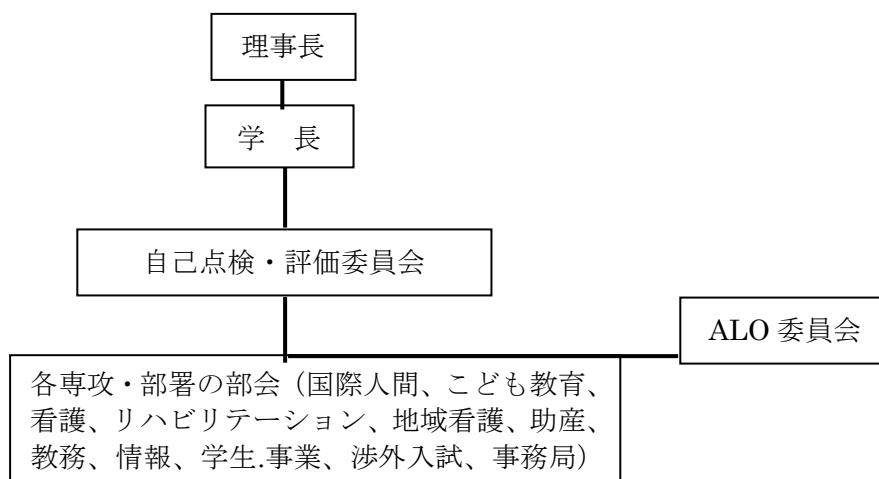 理事長
学　長
自己点検・評価委員会
ALO 委員会
各専攻・部署の部会（国際人間、こども教育、
看護、リハビリテーション、地域看護、助産、
教務、情報、学生.事業、渉外入試、事務局）